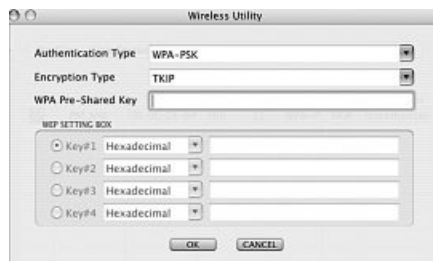 Wireless Utility
Authentication Type WPA-PSK
Encryption Type TKIP
WPA Pre-Shared Key
WEP SETTING BOX
Key#1 Hexadecimal
Key#2 Hexadecimal
Key#3 Hexadecimal
Key#4 Hexadecimal
OK CANCEL